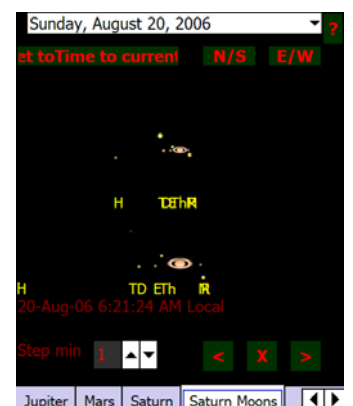 Sunday, August 20, 2006
?
et toTime to current N/S E/W
H
H
TD ETh
20-Aug-06 6:21:24 AM Local
Step min 1 < X >
Jupiter Mars Saturn Saturn Moons